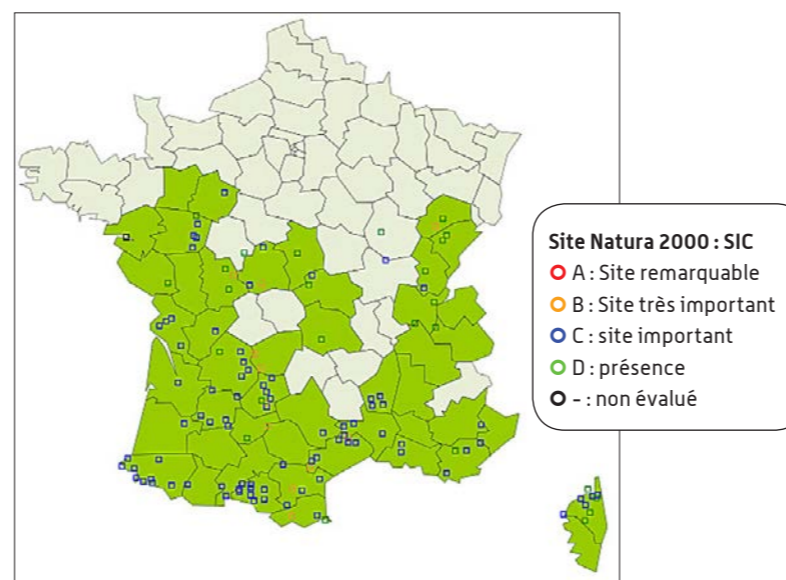 Site Natura 2000 : SIC
A : Site remarquable
B : Site très important
C : site important
D : présence
- : non évalué